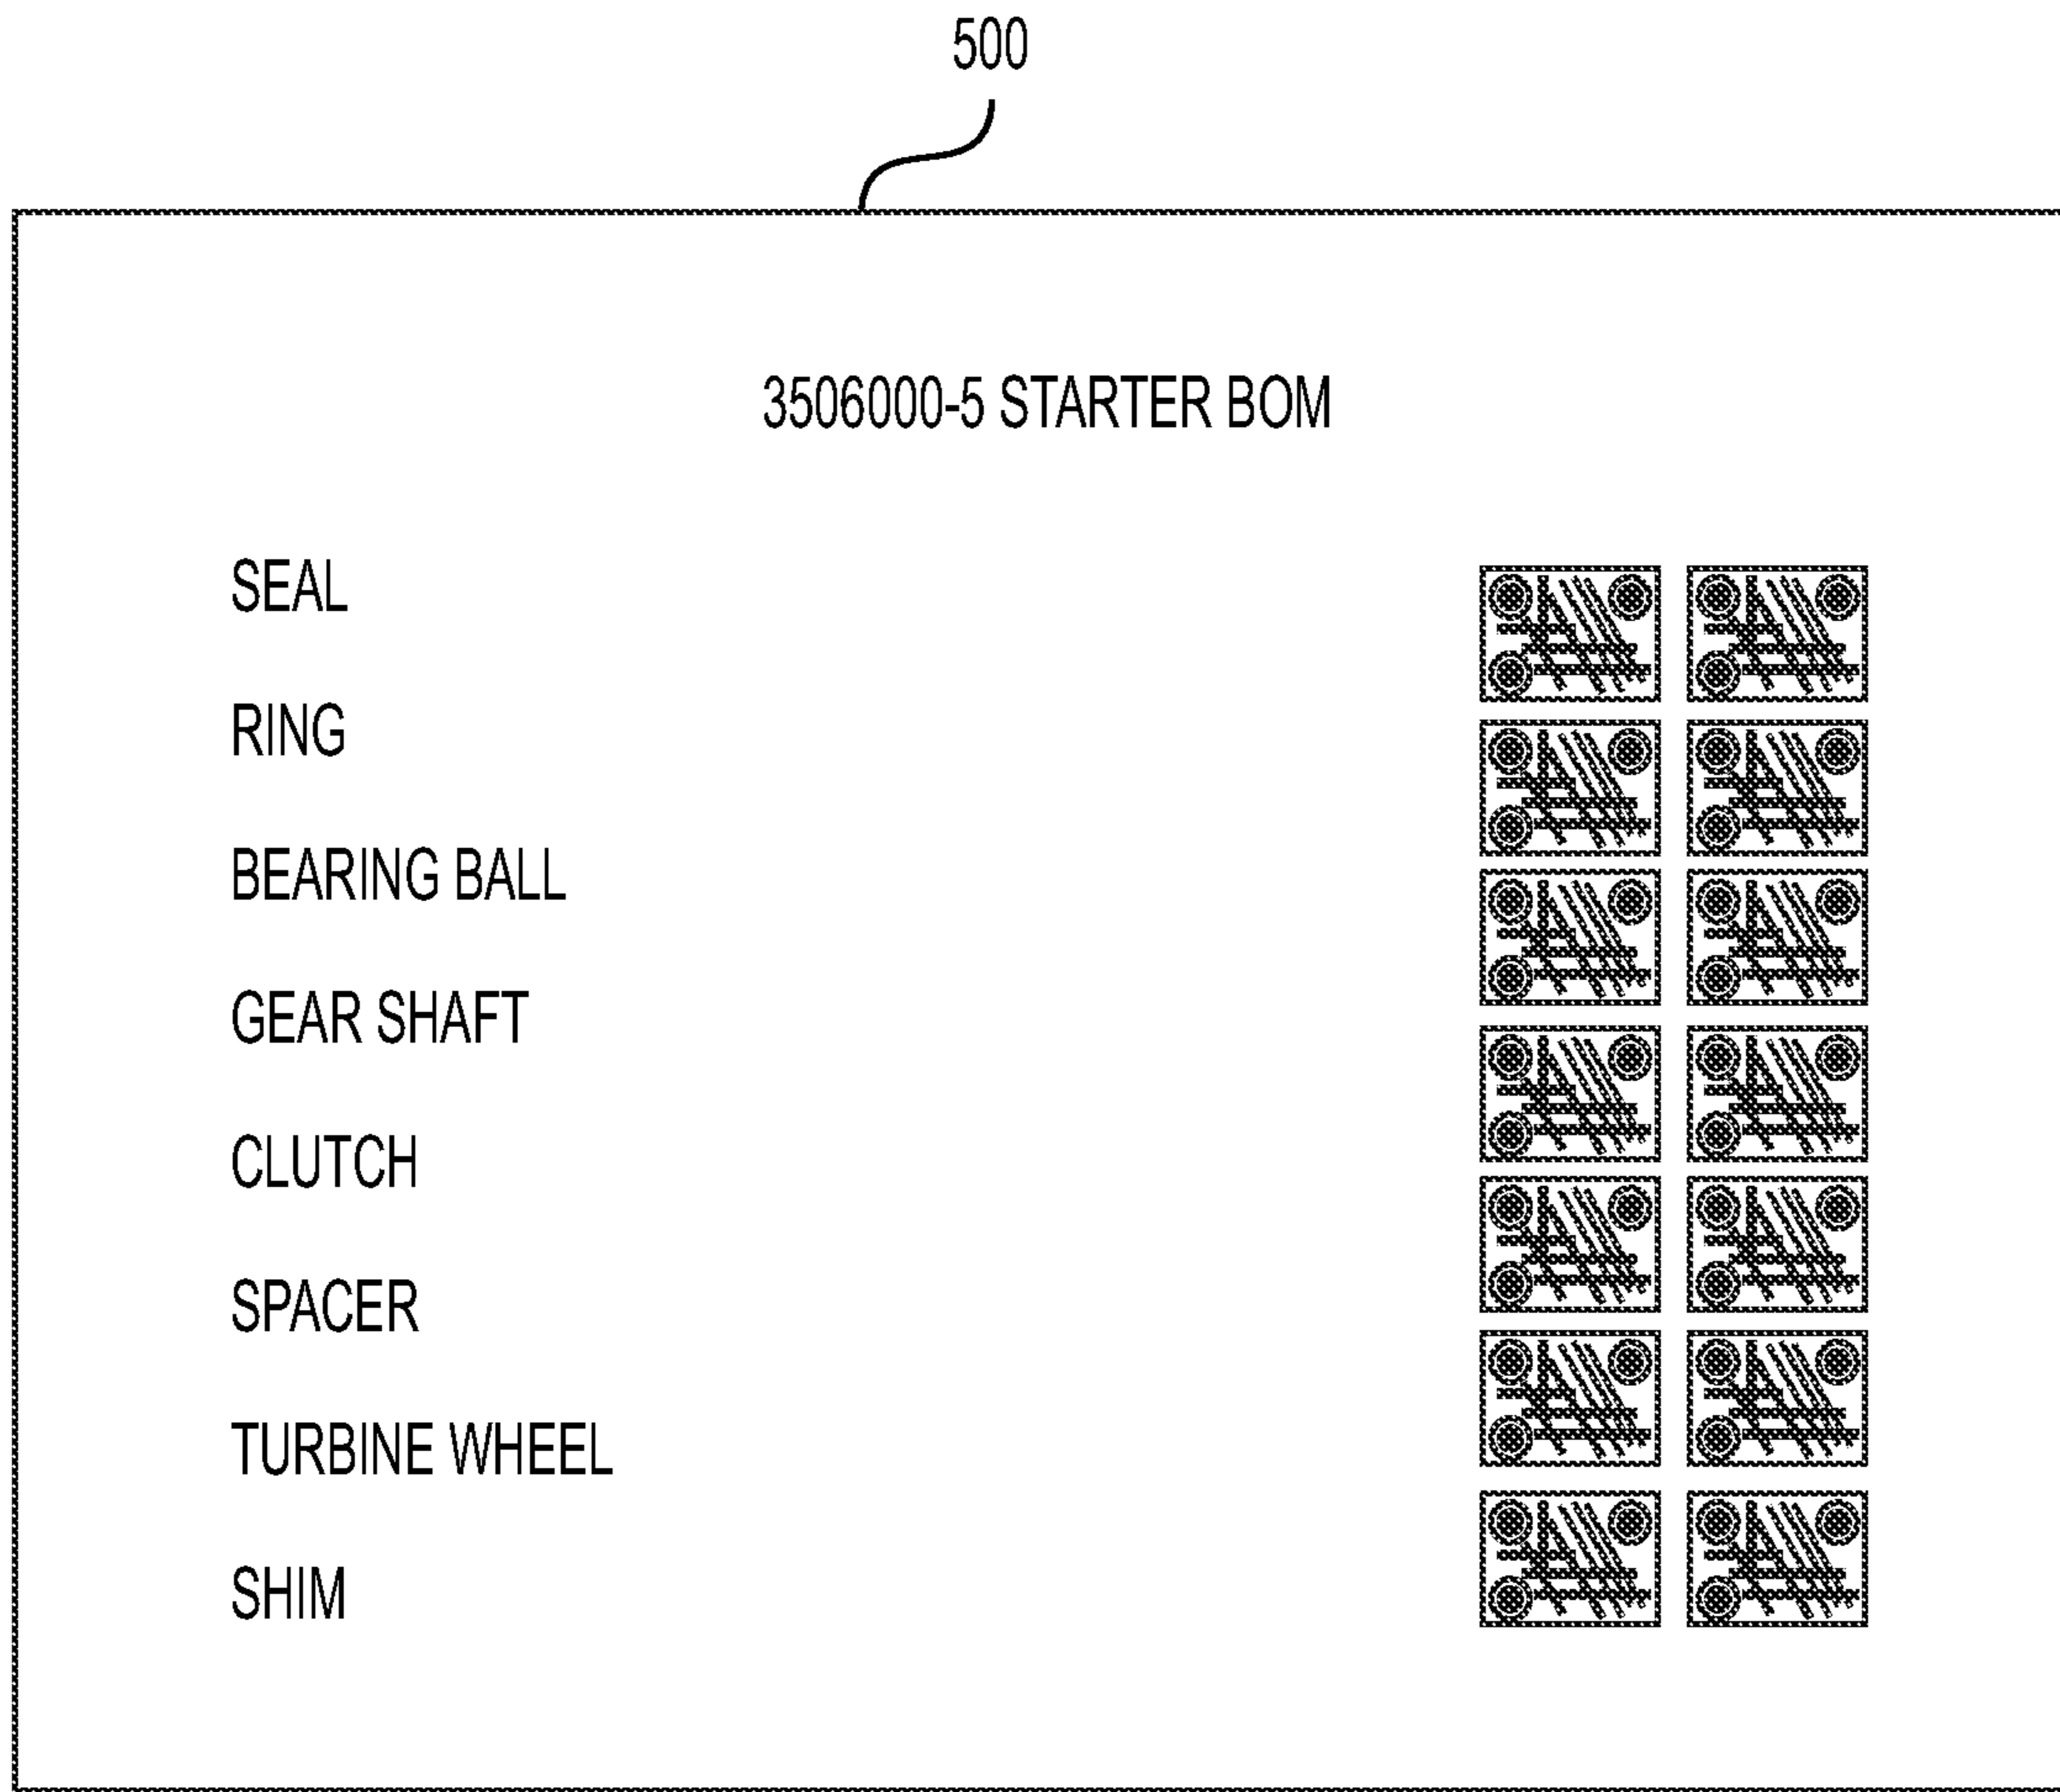 500
3506000-5 STARTER BOM
SEAL
RING
BEARING BALL
GEAR SHAFT
CLUTCH
SPACER
TURBINE WHEEL
SHIM